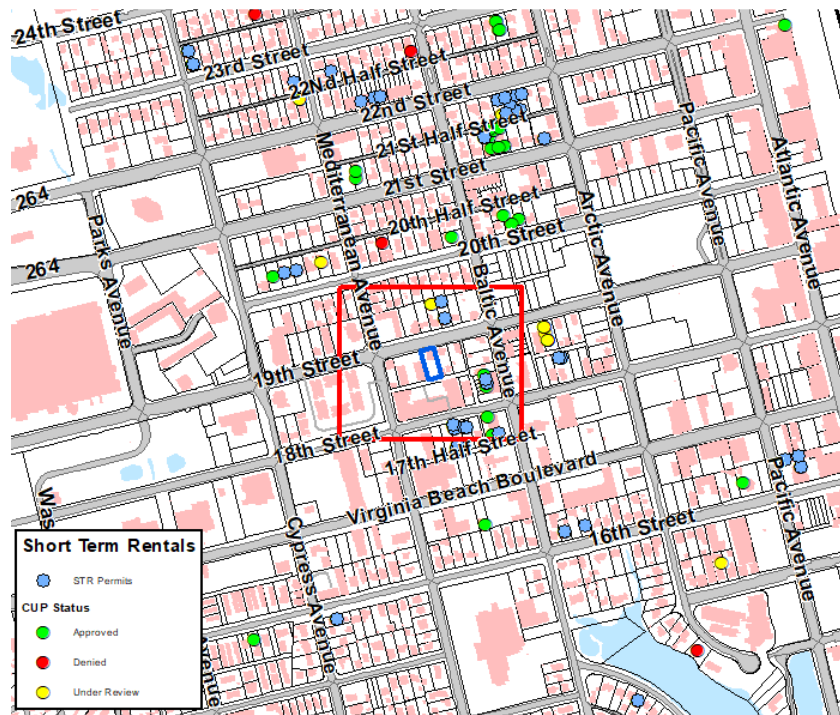 24th Street
23rd Street
22Nd-Half-Street
22nd Street
21St-Half-Street
21st Street
20th-Half-Street
20th Street
264
264
Parks Avenue
Mediterranean Avenue
Baltic Avenue
Arctic Avenue
Pacific Avenue
Atlantic Avenue
19th Street
18th Street
17th-Half-Street
Virginia Beach Boulevard
16th Street
Pacific Avenue
Cypress Avenue
Was
Avenue
Short Term Rentals
STR Permits
CUP Status
Approved
Denied
Under Review